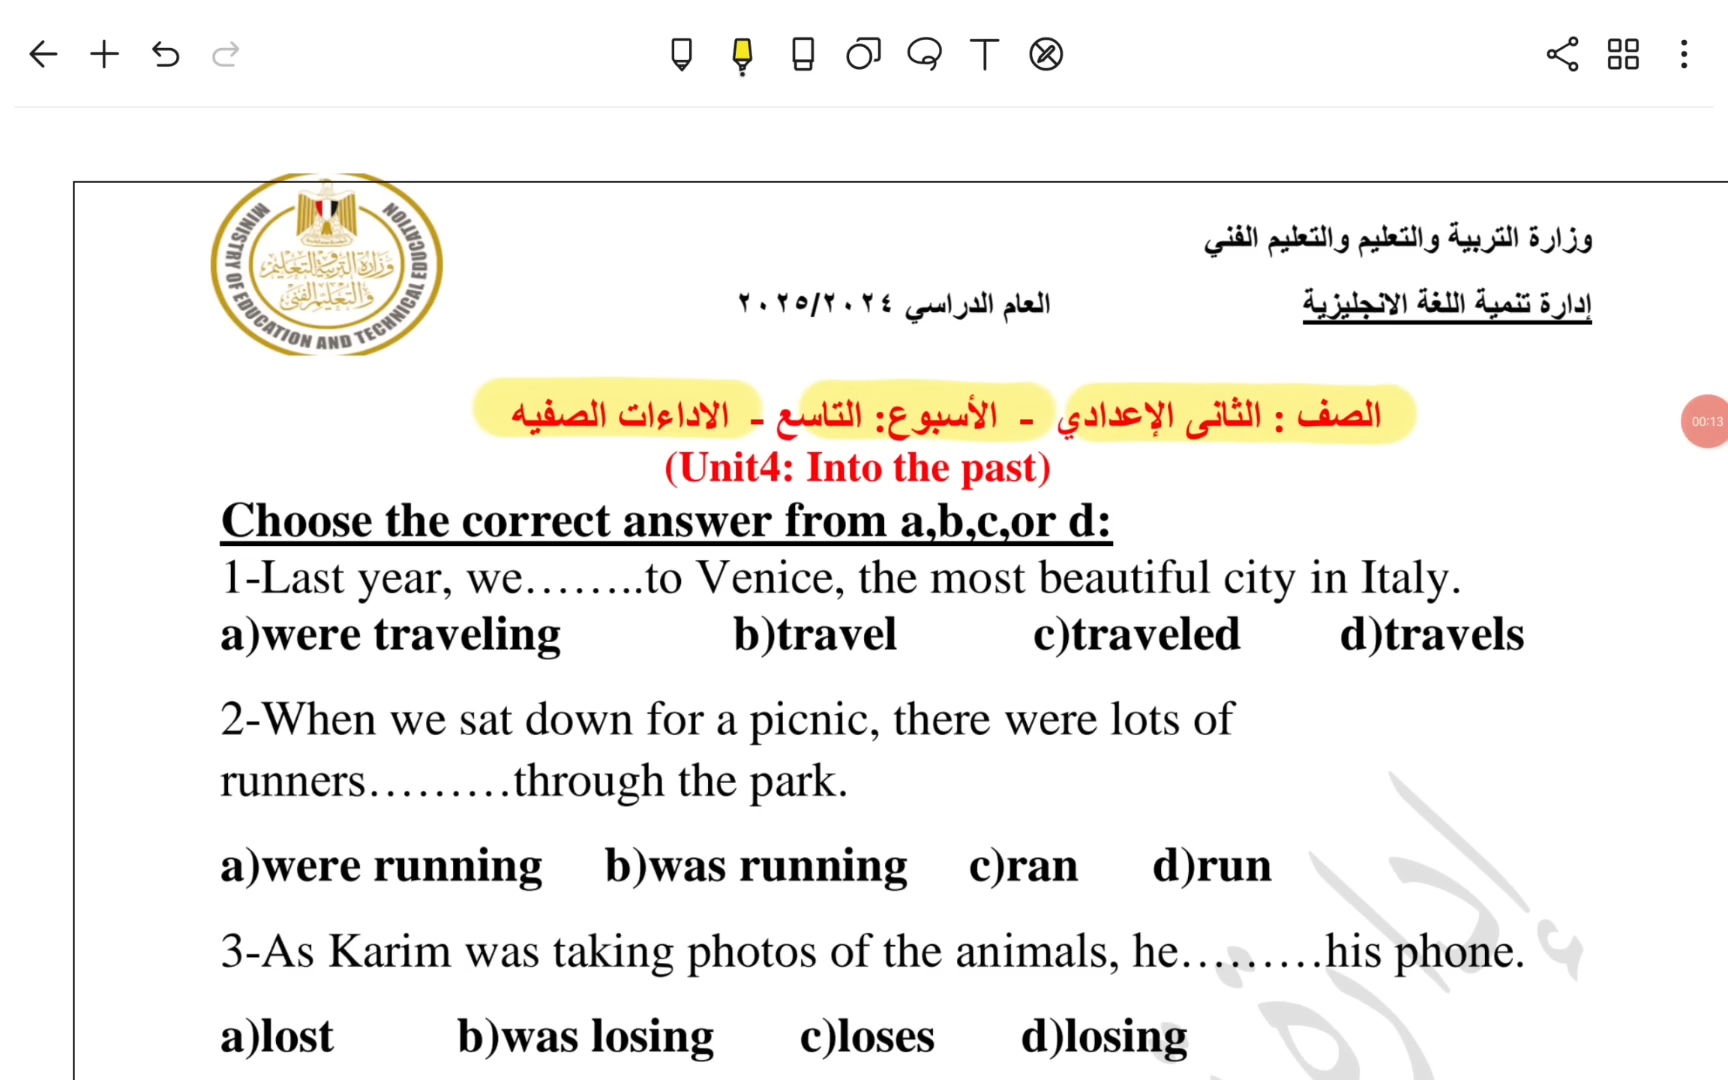 MINISTRY OF EDUCATION AND TECHNICAL EDUCATION
وزارة التربية والتعليم
والتعليم الفني
وزارة التربية والتعليم والتعليم الفني
إدارة تنمية اللغة الانجليزية
العام الدراسي ٢٠٢٥/٢٠٢٤
الصف : الثانى الإعدادي - الأسبوع: التاسع - الاداءات الصفيه
(Unit4: Into the past)
00:13
Choose the correct answer from a,b,c,or d:
1-Last year, we........to Venice, the most beautiful city in Italy.
a)were traveling b)travel c)traveled d)travels
2-When we sat down for a picnic, there were lots of
runners.........through the park.
a)were running b)was running c)ran d)run
3-As Karim was taking photos of the animals, he.........his phone.
a)lost b)was losing c)loses d)losing